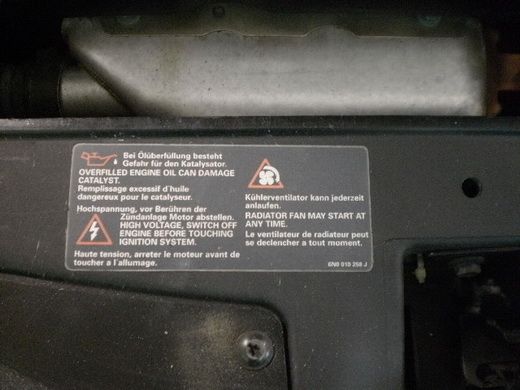 Bei Ölüberfüllung besteht
Gefahr für den Katalysator.
OVERFILLED ENGINE OIL CAN DAMAGE
CATALYST.
Remplissage excessif d'huile
dangereux pour le catalyseur.
Hochspannung, vor Berühren der
Zündanlage Motor abstellen.
HIGH VOLTAGE, SWITCH OFF
ENGINE BEFORE TOUCHING
IGNITION SYSTEM.
Haute tension, arreter le moteur avant de
toucher a l'allumage.
Kühlerventilator kann jederzeit
anlaufen.
RADIATOR FAN MAY START AT
ANY TIME.
Le ventilateur de radiateur peut
se declencher a tout moment.
6N0 010 258 J